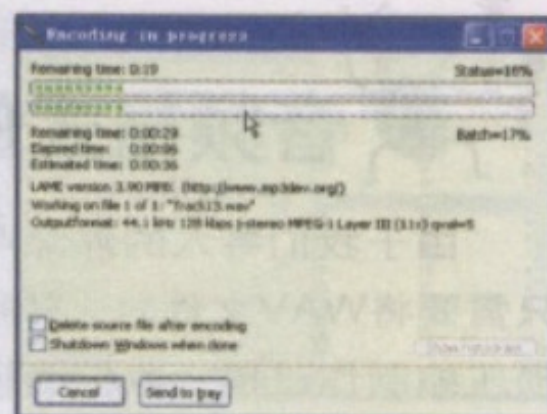 Encoding in progress
Remaining time: 0:19 Status=16%
Remaining time: 0:00:29 Batch=17%
Elapsed time: 0:00:06
Estimated time: 0:00:36
LAME version 3.90 MMX (http://www.mp3dev.org/)
Working on file 1 of 1: "Track13.wav"
Outputformat: 44.1 kHz 128 kbps j-stereo MPEG-1 Layer III (11x) qval=5
Delete source file after encoding
Shutdown Windows when done
Cancel Send to tray